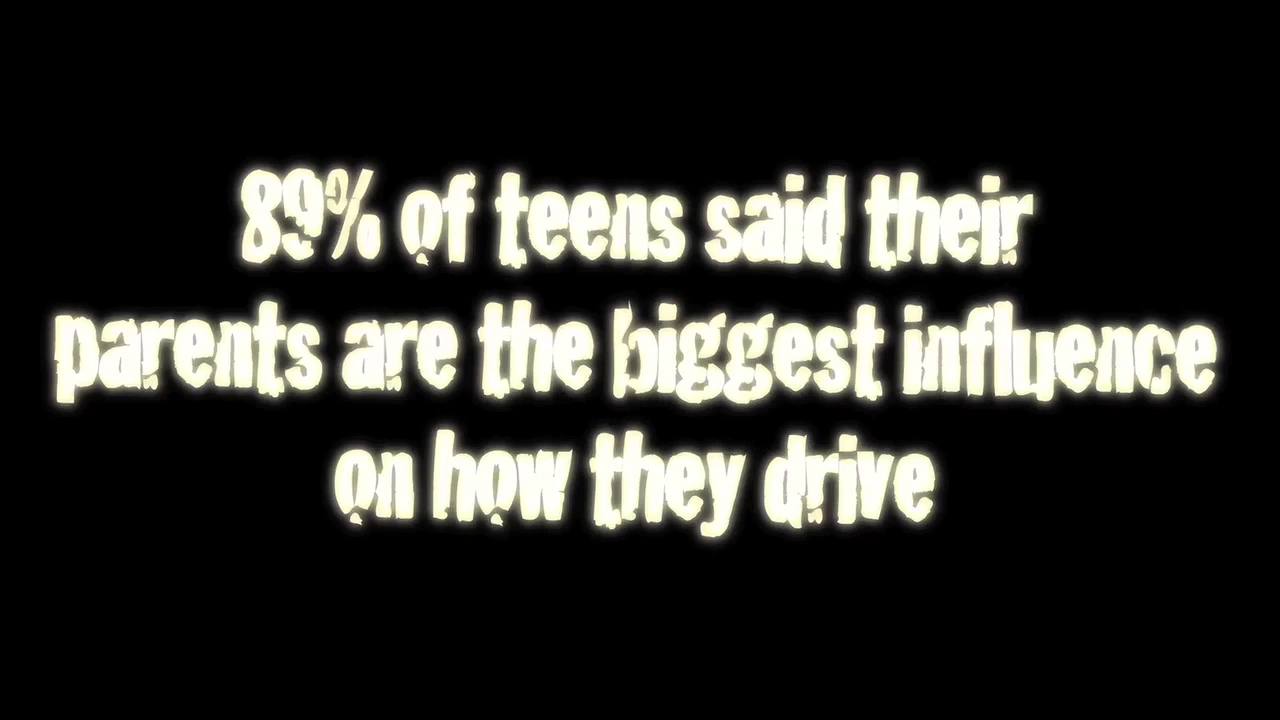 89% of teens said their
parents are the biggest influence
on how they drive